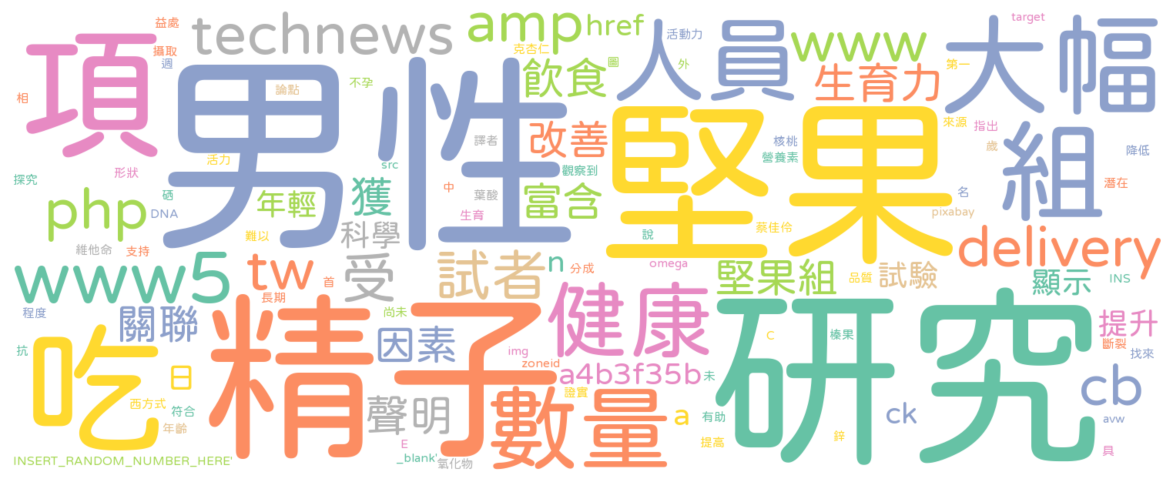 項
男性
technews
益處
攝取
週
相
amp
href
克杏仁
飲食
圖
人員
活動力
外
www
生育力
第一
target
大幅
來源
指出
歲
組
降低
潛在
論點
不孕
譯者
改善
堅果
核桃
營養素
名
pixabay
活力
src
獲
年輕
觀察到
中
葉酸
生育
富含
說
蔡佳伶
形狀
探究
php
硒
DNA
維他命
支持
難以
科學
delivery
www5
tw
首
長期
受
試者
n
分成
omega
堅果組
品質
試驗
顯示
INS
程度
關聯
尚未
精子
因素
健康
研究
提升
斷裂
找來
抗
吃
日
img
zoneid
a4b3f35b
未
C
榛果
cb
西方式
符合
年齡
聲明
證實
數量
a
有助
提高
ck
鋅
avw
具
E
_blank'
氧化物
INSERT_RANDOM_NUMBER_HERE'